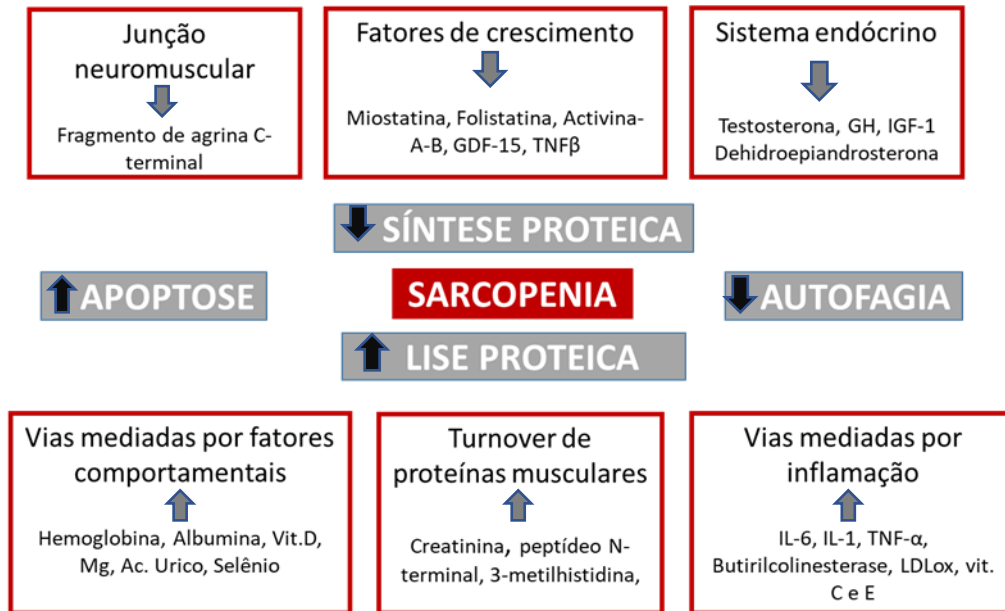 Junção
neuromuscular
Fragmento de agrina C-
terminal
Fatores de crescimento
Miostatina, Folistatina, Activina-
A-B, GDF-15, TNFβ
Sistema endócrino
Testosterona, GH, IGF-1
Dehidroepiandrosterona
SÍNTESE PROTEICA
APOPTOSE
SARCOPENIA
AUTOFAGIA
LISE PROTEICA
Vias mediadas por fatores
comportamentais
Hemoglobina, Albumina, Vit.D,
Mg, Ac. Urico, Selênio
Turnover de
proteínas musculares
Creatinina, peptídeo N-
terminal, 3-metilhistidina,
Vias mediadas por
inflamação
IL-6, IL-1, TNF-α,
Butirilcolinesterase, LDLox, vit.
C e E